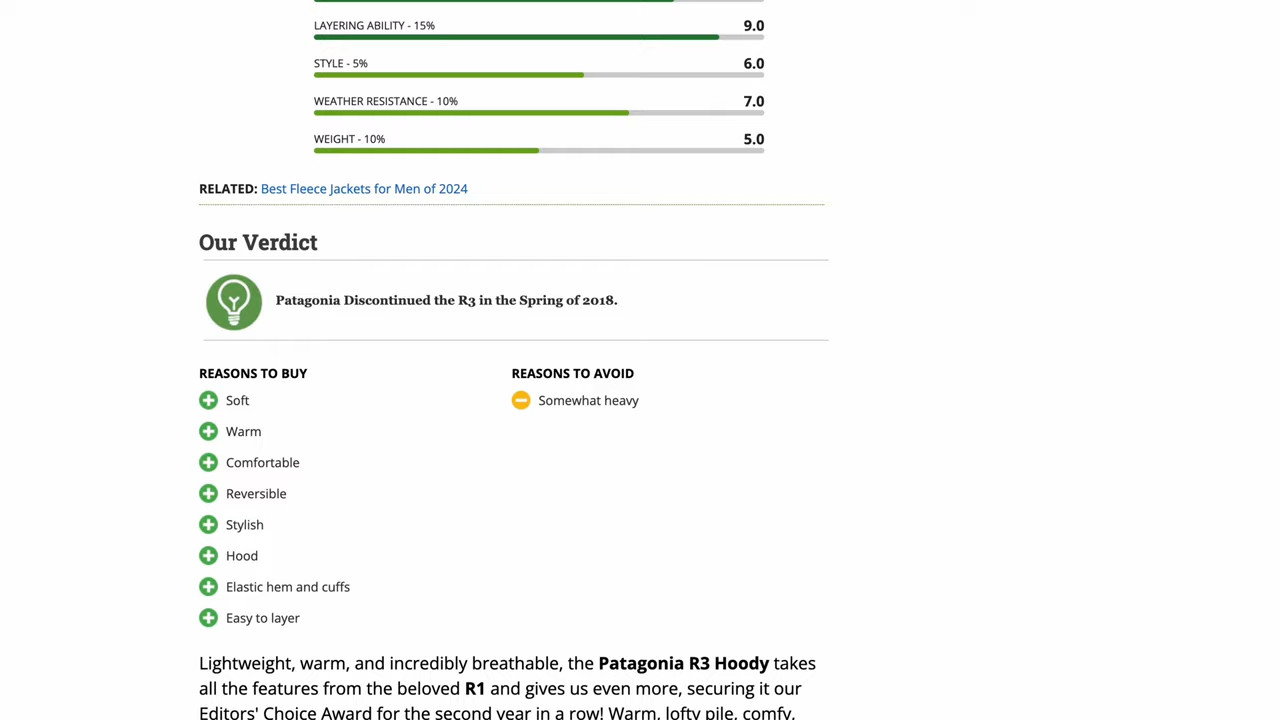 LAYERING ABILITY - 15% 9.0
STYLE - 5% 6.0
WEATHER RESISTANCE - 10% 7.0
WEIGHT - 10% 5.0
RELATED: Best Fleece Jackets for Men of 2024
Our Verdict
Patagonia Discontinued the R3 in the Spring of 2018.
REASONS TO BUY
Soft
Warm
Comfortable
Reversible
Stylish
Hood
Elastic hem and cuffs
Easy to layer
REASONS TO AVOID
Somewhat heavy
Lightweight, warm, and incredibly breathable, the Patagonia R3 Hoody takes
all the features from the beloved R1 and gives us even more, securing it our
Editors' Choice Award for the second year in a row! Warm, lofty pile, comfy,